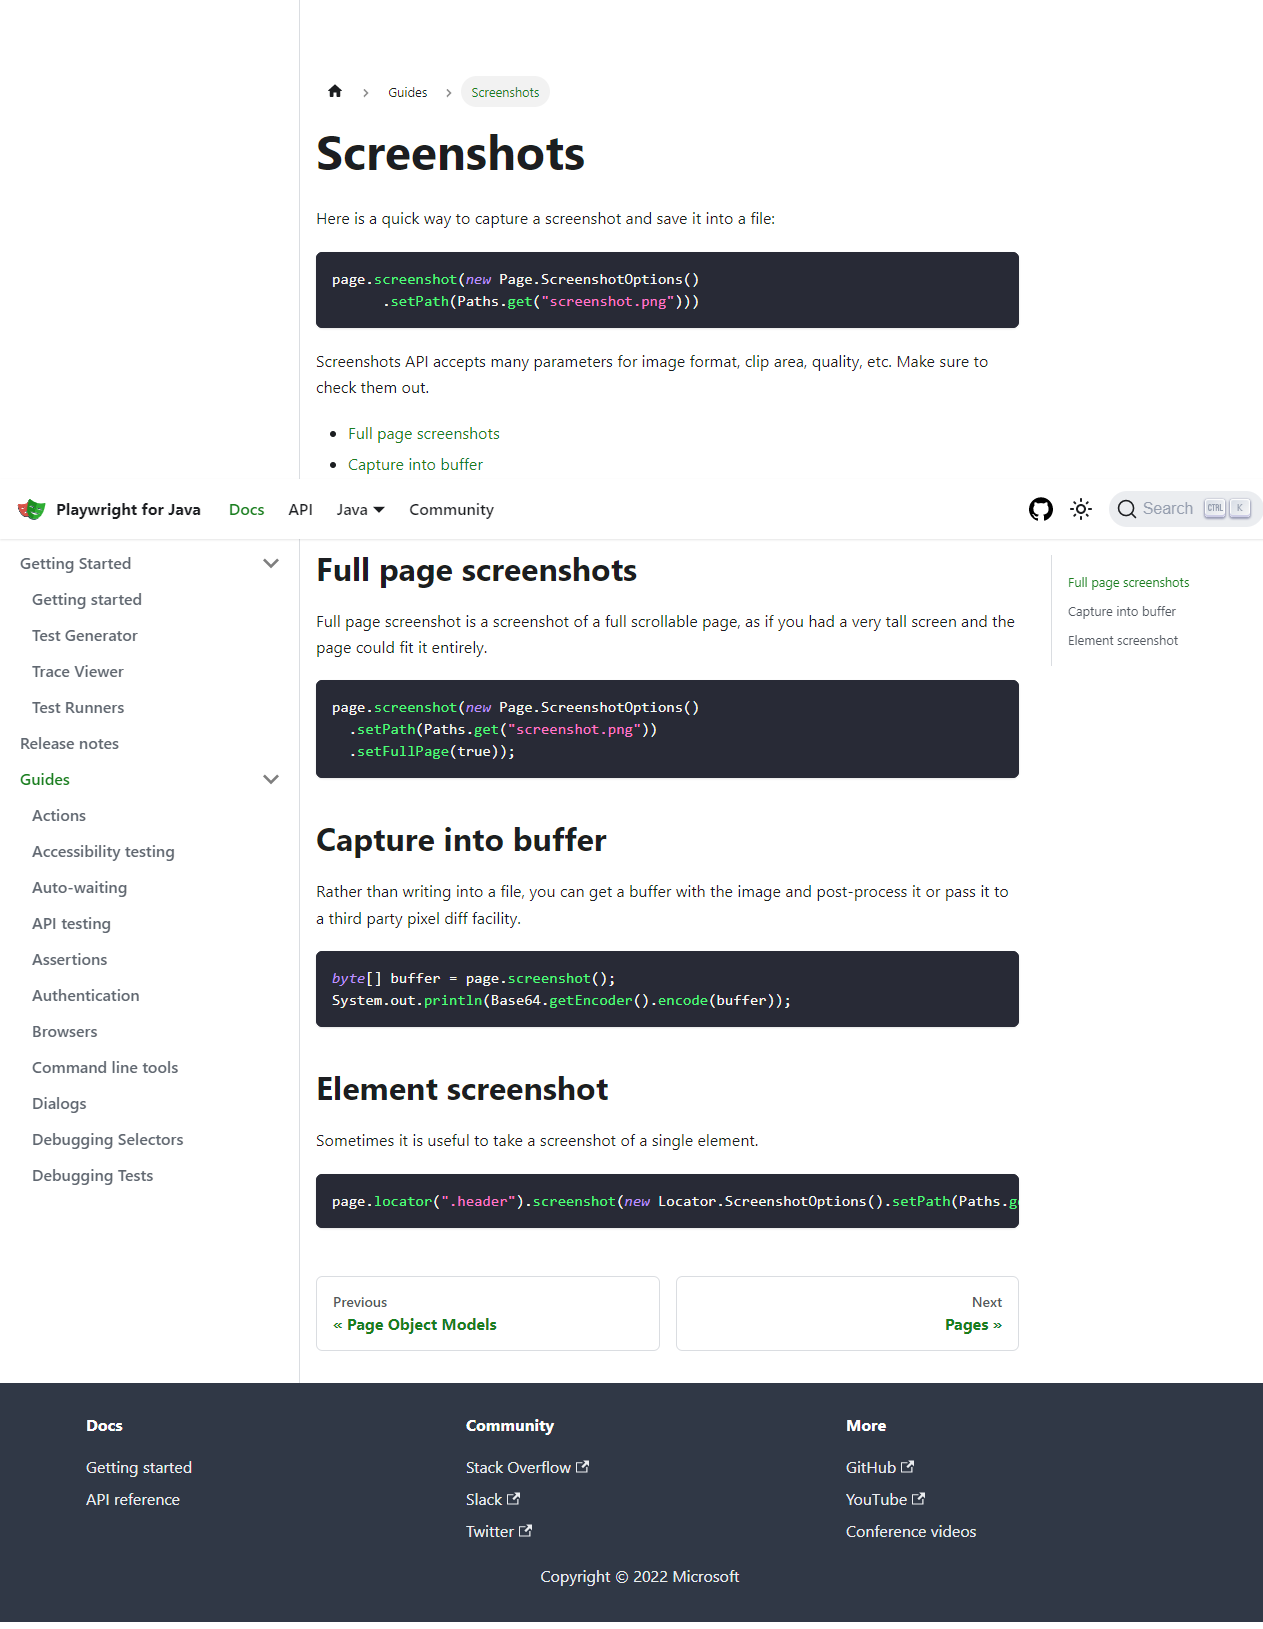 Guides
Screenshots
Screenshots
Here is a quick way to capture a screenshot and save it into a file:
page.screenshot(new Page.ScreenshotOptions()
.setPath(Paths.get("screenshot.png")))
Screenshots API accepts many parameters for image format, clip area, quality, etc. Make sure to
check them out.
Full page screenshots
Capture into buffer
Playwright for Java
Docs
API
Java
Community
Search
CTRL
K
Getting Started
Getting started
Test Generator
Trace Viewer
Test Runners
Release notes
Guides
Actions
Accessibility testing
Auto-waiting
API testing
Assertions
Authentication
Browsers
Command line tools
Dialogs
Debugging Selectors
Debugging Tests
Full page screenshots
Full page screenshot is a screenshot of a full scrollable page, as if you had a very tall screen and the
page could fit it entirely.
page.screenshot(new Page.ScreenshotOptions()
.setPath(Paths.get("screenshot.png"))
.setFullPage(true));
Capture into buffer
Rather than writing into a file, you can get a buffer with the image and post-process it or pass it to
a third party pixel diff facility.
byte[] buffer = page.screenshot();
System.out.println(Base64.getEncoder().encode(buffer));
Element screenshot
Sometimes it is useful to take a screenshot of a single element.
page.locator(".header").screenshot(new Locator.ScreenshotOptions().setPath(Paths.g
Full page screenshots
Capture into buffer
Element screenshot
Previous
« Page Object Models
Next
Pages »
Docs
Getting started
API reference
Community
Stack Overflow
Slack
Twitter
More
GitHub
YouTube
Conference videos
Copyright © 2022 Microsoft